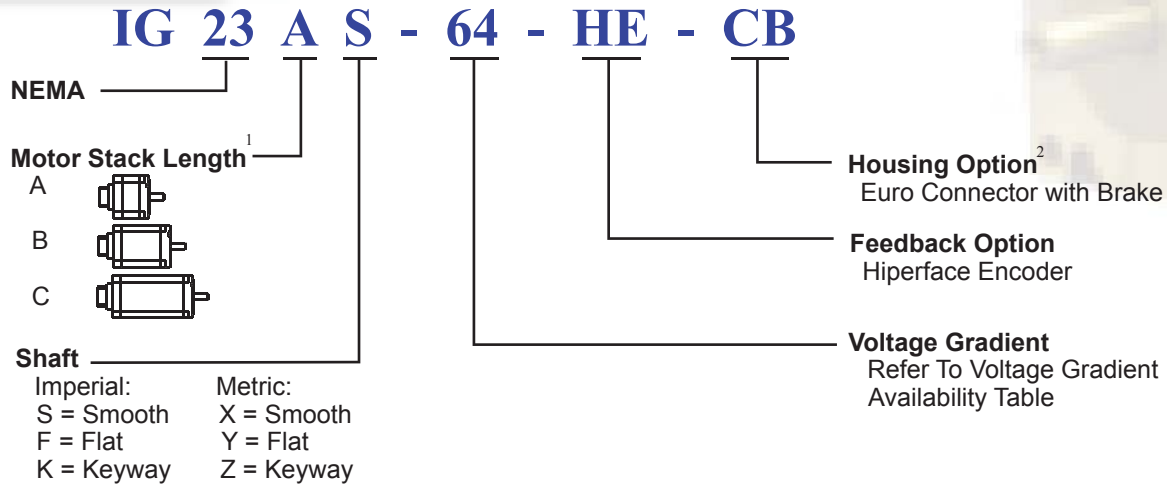 IG 23 A S - 64 - HE - CB
NEMA
Motor Stack Length1
A
B
C
Shaft
Imperial: Metric:
S = Smooth X = Smooth
F = Flat Y = Flat
K = Keyway Z = Keyway
Housing Option2
Euro Connector with Brake
Feedback Option
Hiperface Encoder
Voltage Gradient
Refer To Voltage Gradient
Availability Table